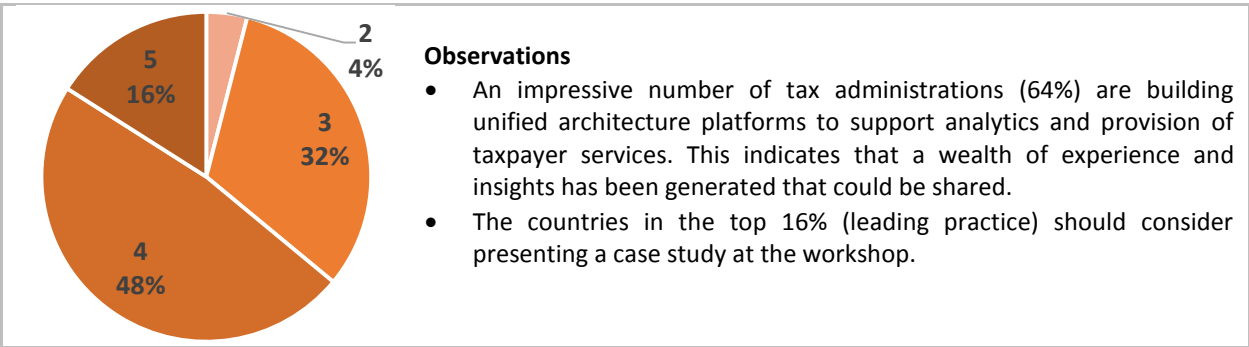 2
4%
3
32%
4
48%
5
16%
Observations
• An impressive number of tax administrations (64%) are building
unified architecture platforms to support analytics and provision of
taxpayer services. This indicates that a wealth of experience and
insights has been generated that could be shared.
• The countries in the top 16% (leading practice) should consider
presenting a case study at the workshop.